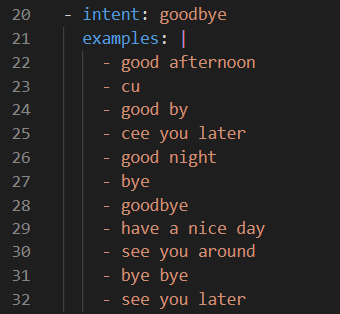 20 - intent: goodbye
21 examples: |
22 - good afternoon
23 - cu
24 - good by
25 - cee you later
26 - good night
27 - bye
28 - goodbye
29 - have a nice day
30 - see you around
31 - bye bye
32 - see you later